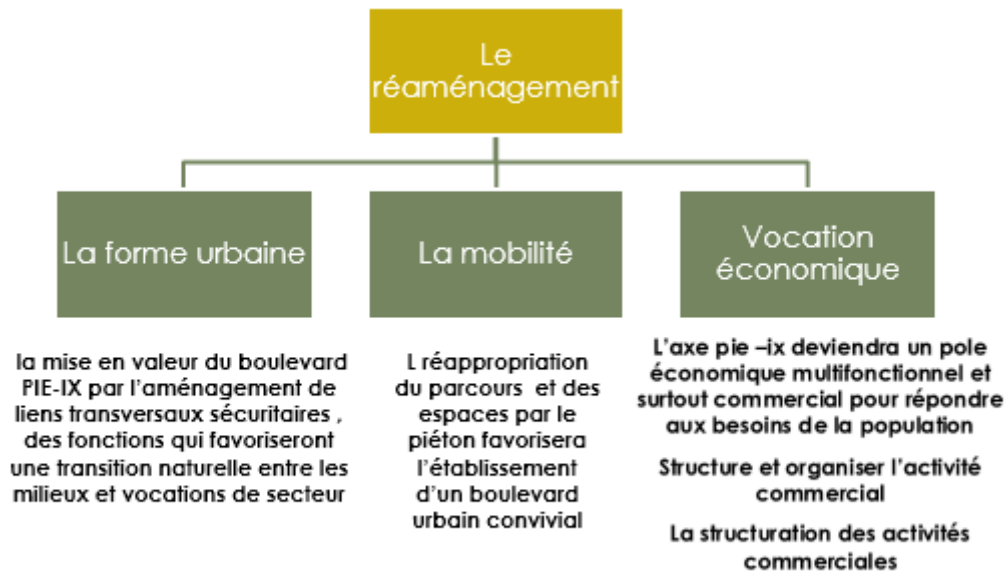 Le
réaménagement
La forme urbaine
La mobilité
Vocation
économique
la mise en valeur du boulevard
PIE-IX par l'aménagement de
liens transversaux sécuritaires ,
des fonctions qui favoriseront
une transition naturelle entre les
milieux et vocations de secteur
L réappropriation
du parcours et des
espaces par le
piéton favorisera
l'établissement
d'un boulevard
urbain convivial
L'axe pie –ix deviendra un pole
économique multifonctionnel et
surtout commercial pour répondre
aux besoins de la population
Structure et organiser l'activité
commercial
La structuration des activités
commerciales